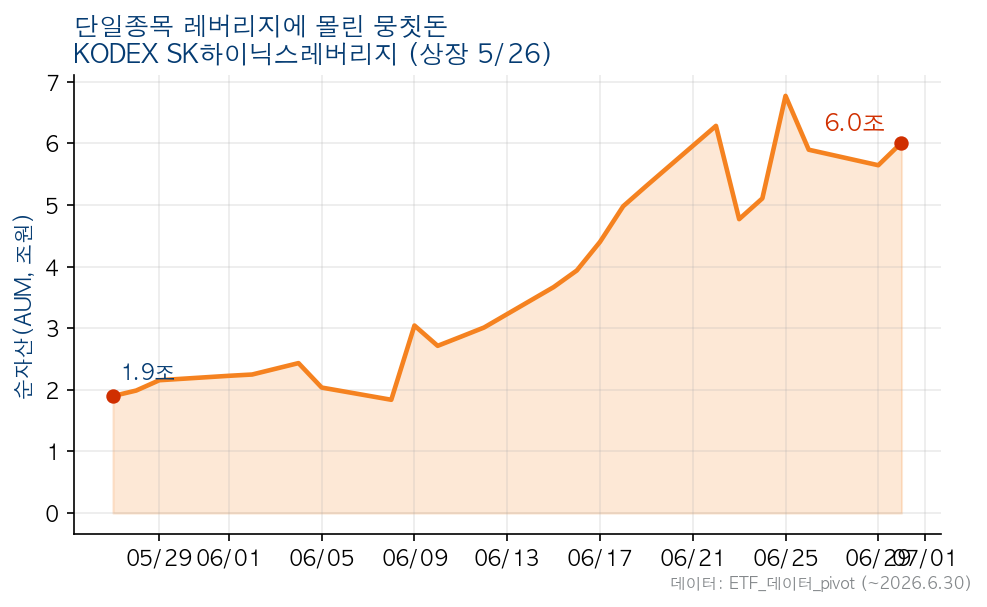 단일종목 레버리지에 몰린 뭉칫돈
KODEX SK하이닉스레버리지 (상장 5/26)
순자산(AUM, 조원)
7
6
5
4
3
2
1
0
1.9조
6.0조
05/29 06/01 06/05 06/09 06/13 06/17 06/21 06/25 06/29 07/01
데이터: ETF_데이터_pivot (~2026.6.30)